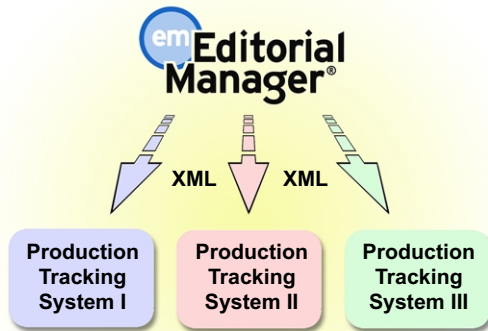 em Editorial
Manager®
XML XML
Production
Tracking
System I
Production
Tracking
System II
Production
Tracking
System III